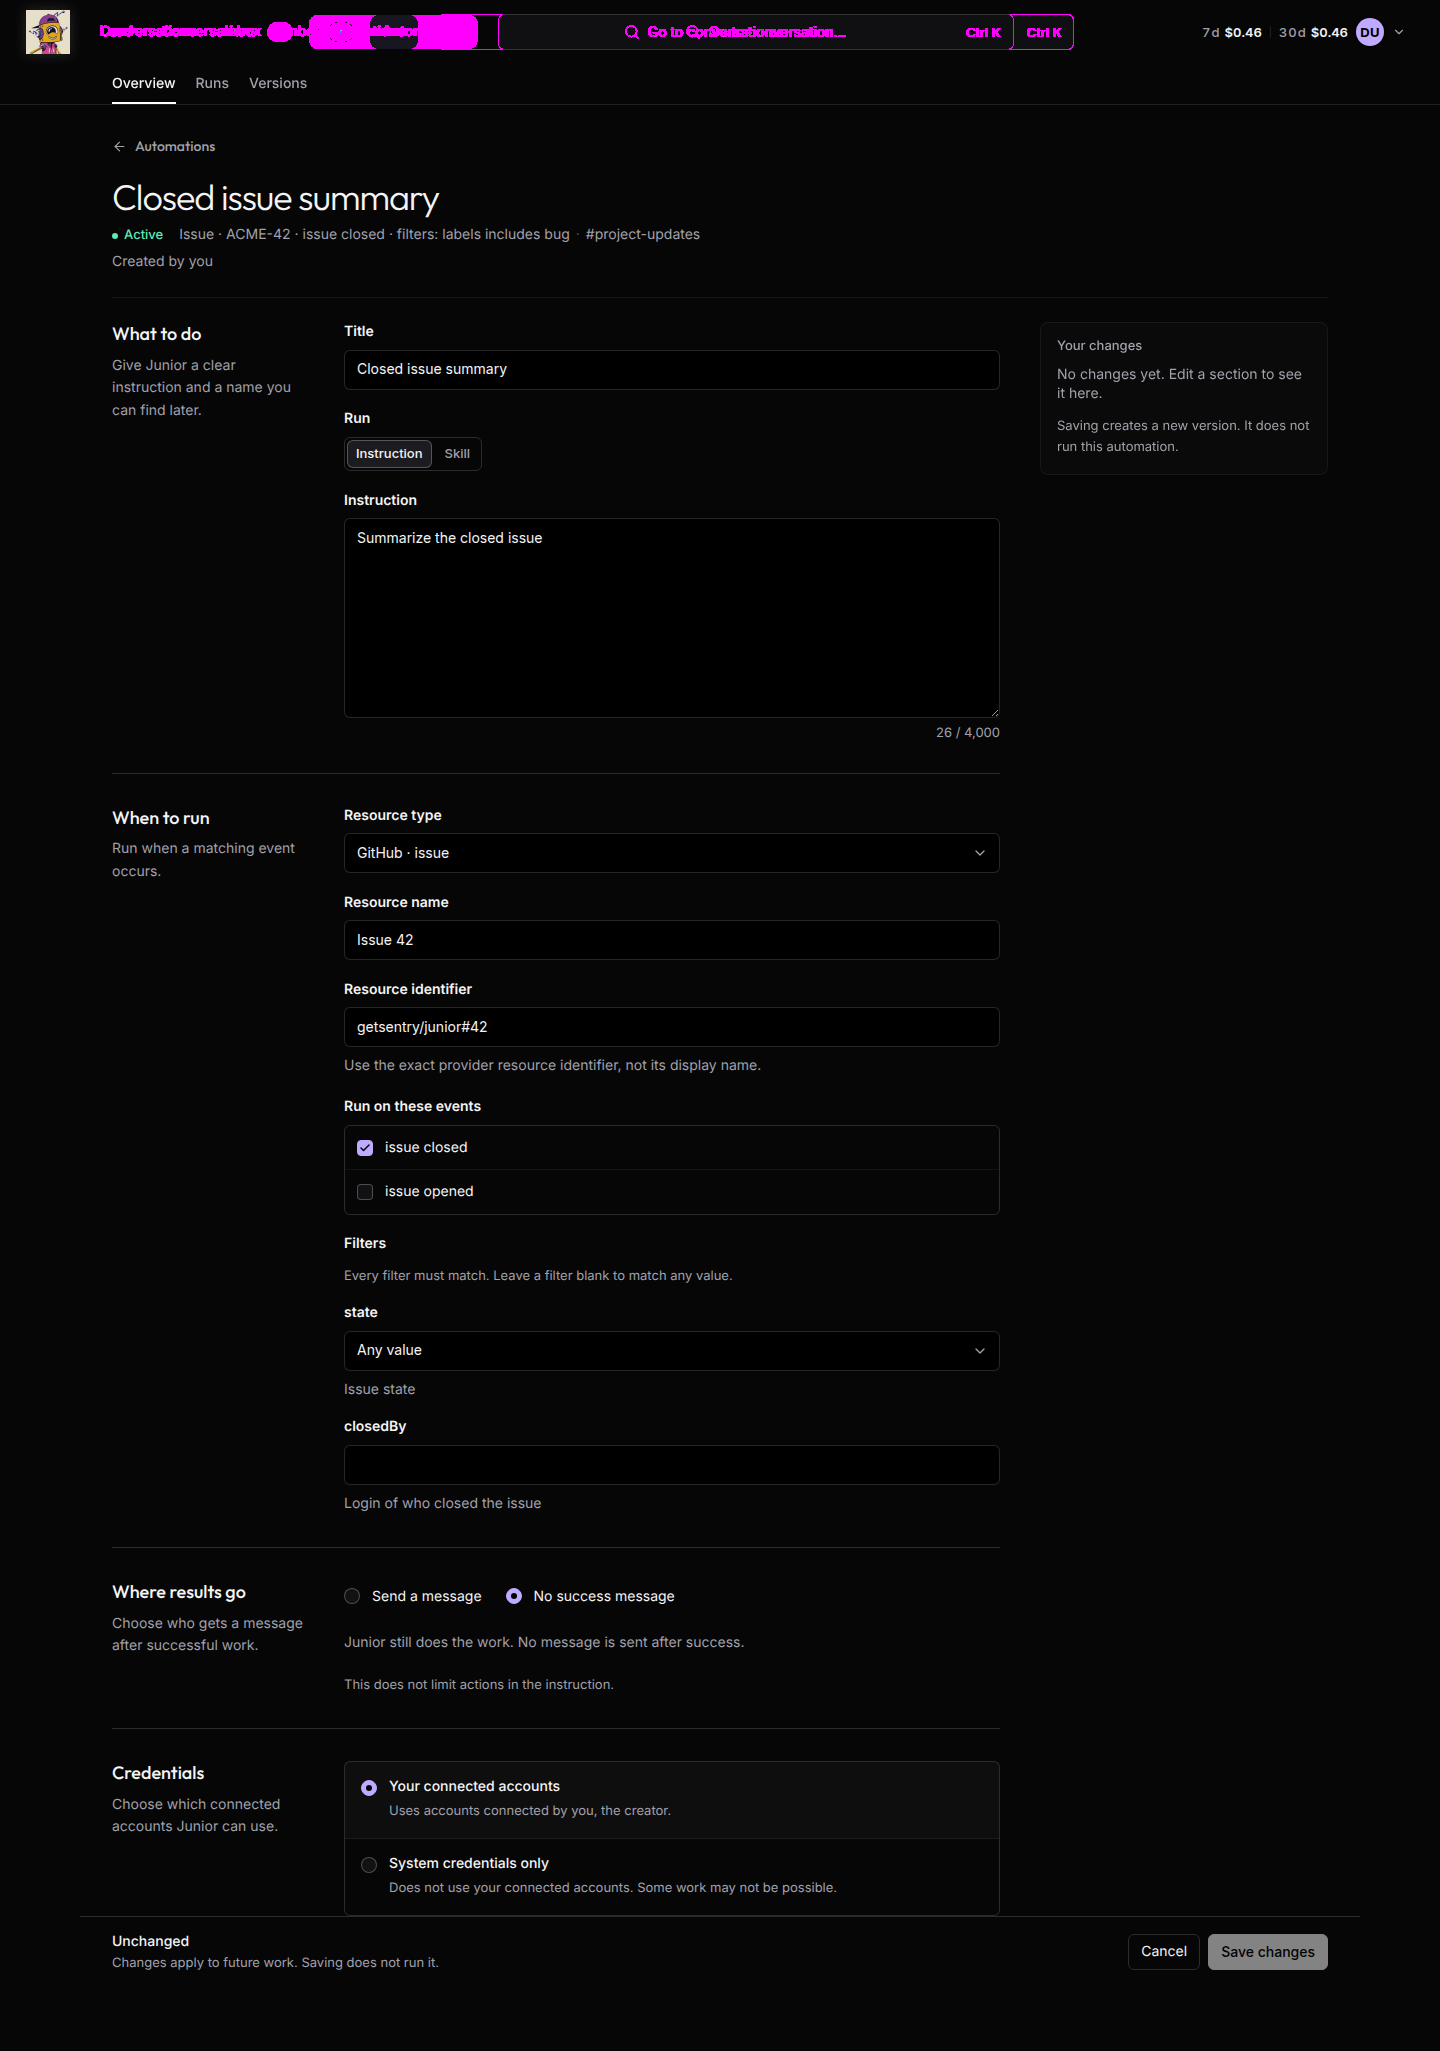 Go to
Ctrl K
Ctrl K
7d $0.46
30d $0.46
DU
Overview
Runs
Versions
Automations
Closed issue summary
Active Issue · ACME-42 · issue closed · filters: labels includes bug · #project-updates
Created by you
What to do
Give Junior a clear
instruction and a name you
can find later.
Title
Closed issue summary
Run
Instruction
Skill
Instruction
Summarize the closed issue
26 / 4,000
Your changes
No changes yet. Edit a section to see
it here.
Saving creates a new version. It does not
run this automation.
When to run
Run when a matching event
occurs.
Resource type
GitHub · issue
Resource name
Issue 42
Resource identifier
getsentry/junior#42
Use the exact provider resource identifier, not its display name.
Run on these events
issue closed
issue opened
Filters
Every filter must match. Leave a filter blank to match any value.
state
Any value
Issue state
closedBy
Login of who closed the issue
Where results go
Choose who gets a message
after successful work.
Send a message
No success message
Junior still does the work. No message is sent after success.
This does not limit actions in the instruction.
Credentials
Choose which connected
accounts Junior can use.
Your connected accounts
Uses accounts connected by you, the creator.
System credentials only
Does not use your connected accounts. Some work may not be possible.
Unchanged
Changes apply to future work. Saving does not run it.
Cancel
Save changes